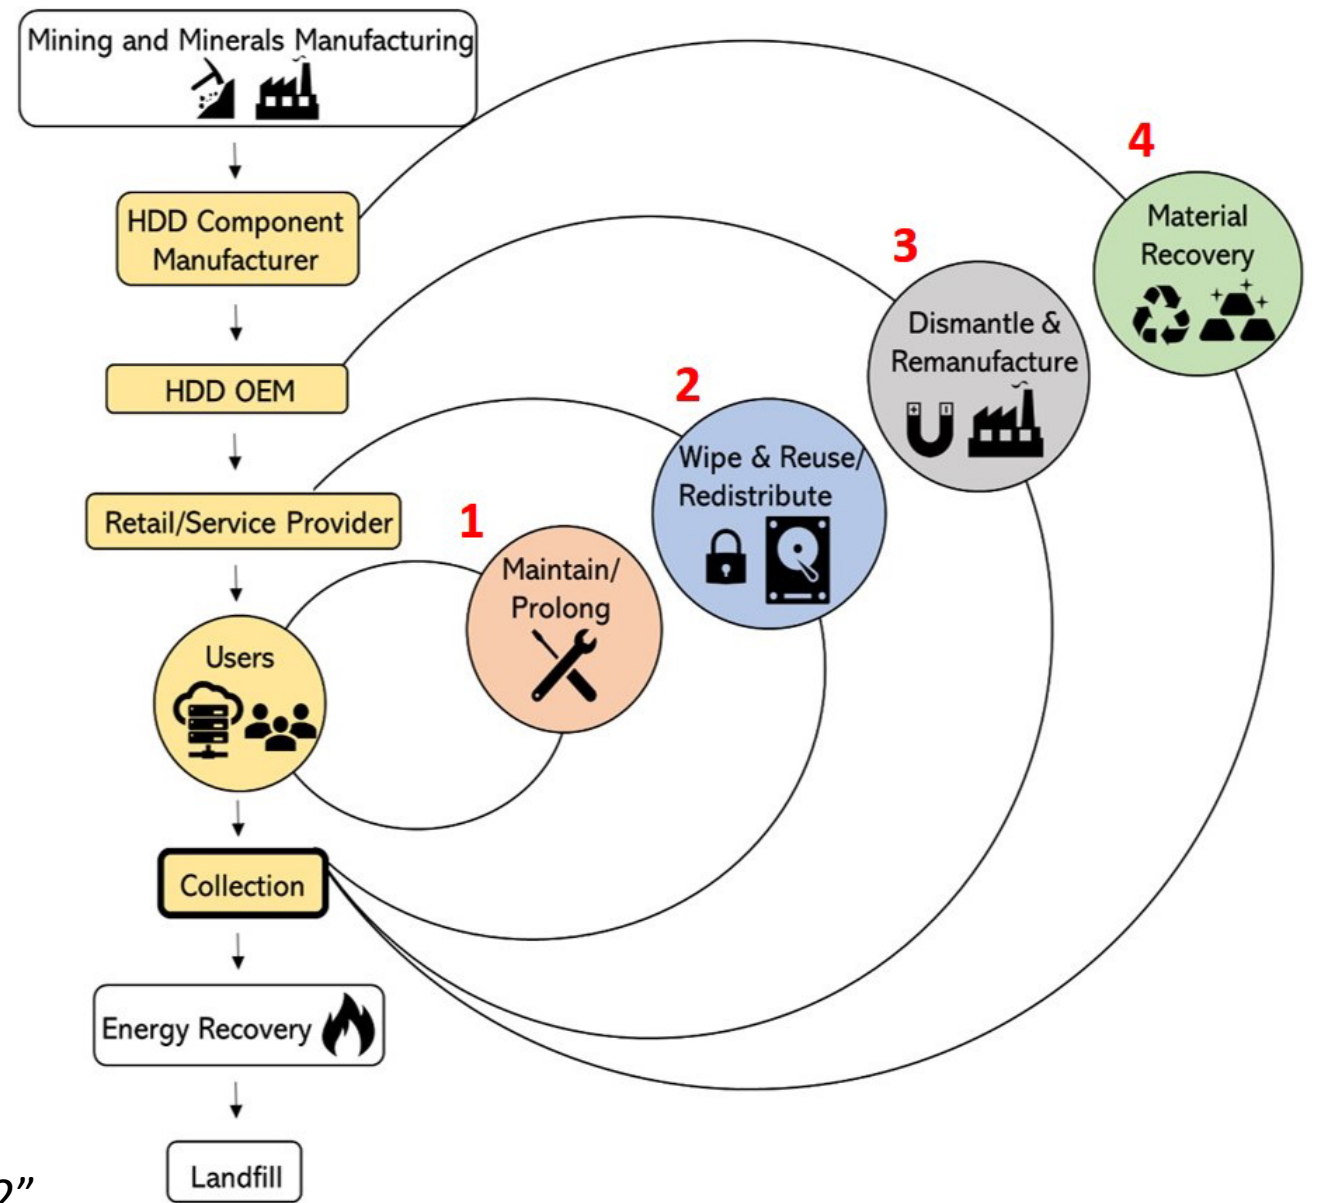 Mining and Minerals Manufacturing
HDD Component
Manufacturer
HDD OEM
Retail/Service Provider
Users
Collection
Energy Recovery
Landfill
1
Maintain/
Prolong
2
Wipe & Reuse/
Redistribute
3
Dismantle &
Remanufacture
4
Material
Recovery